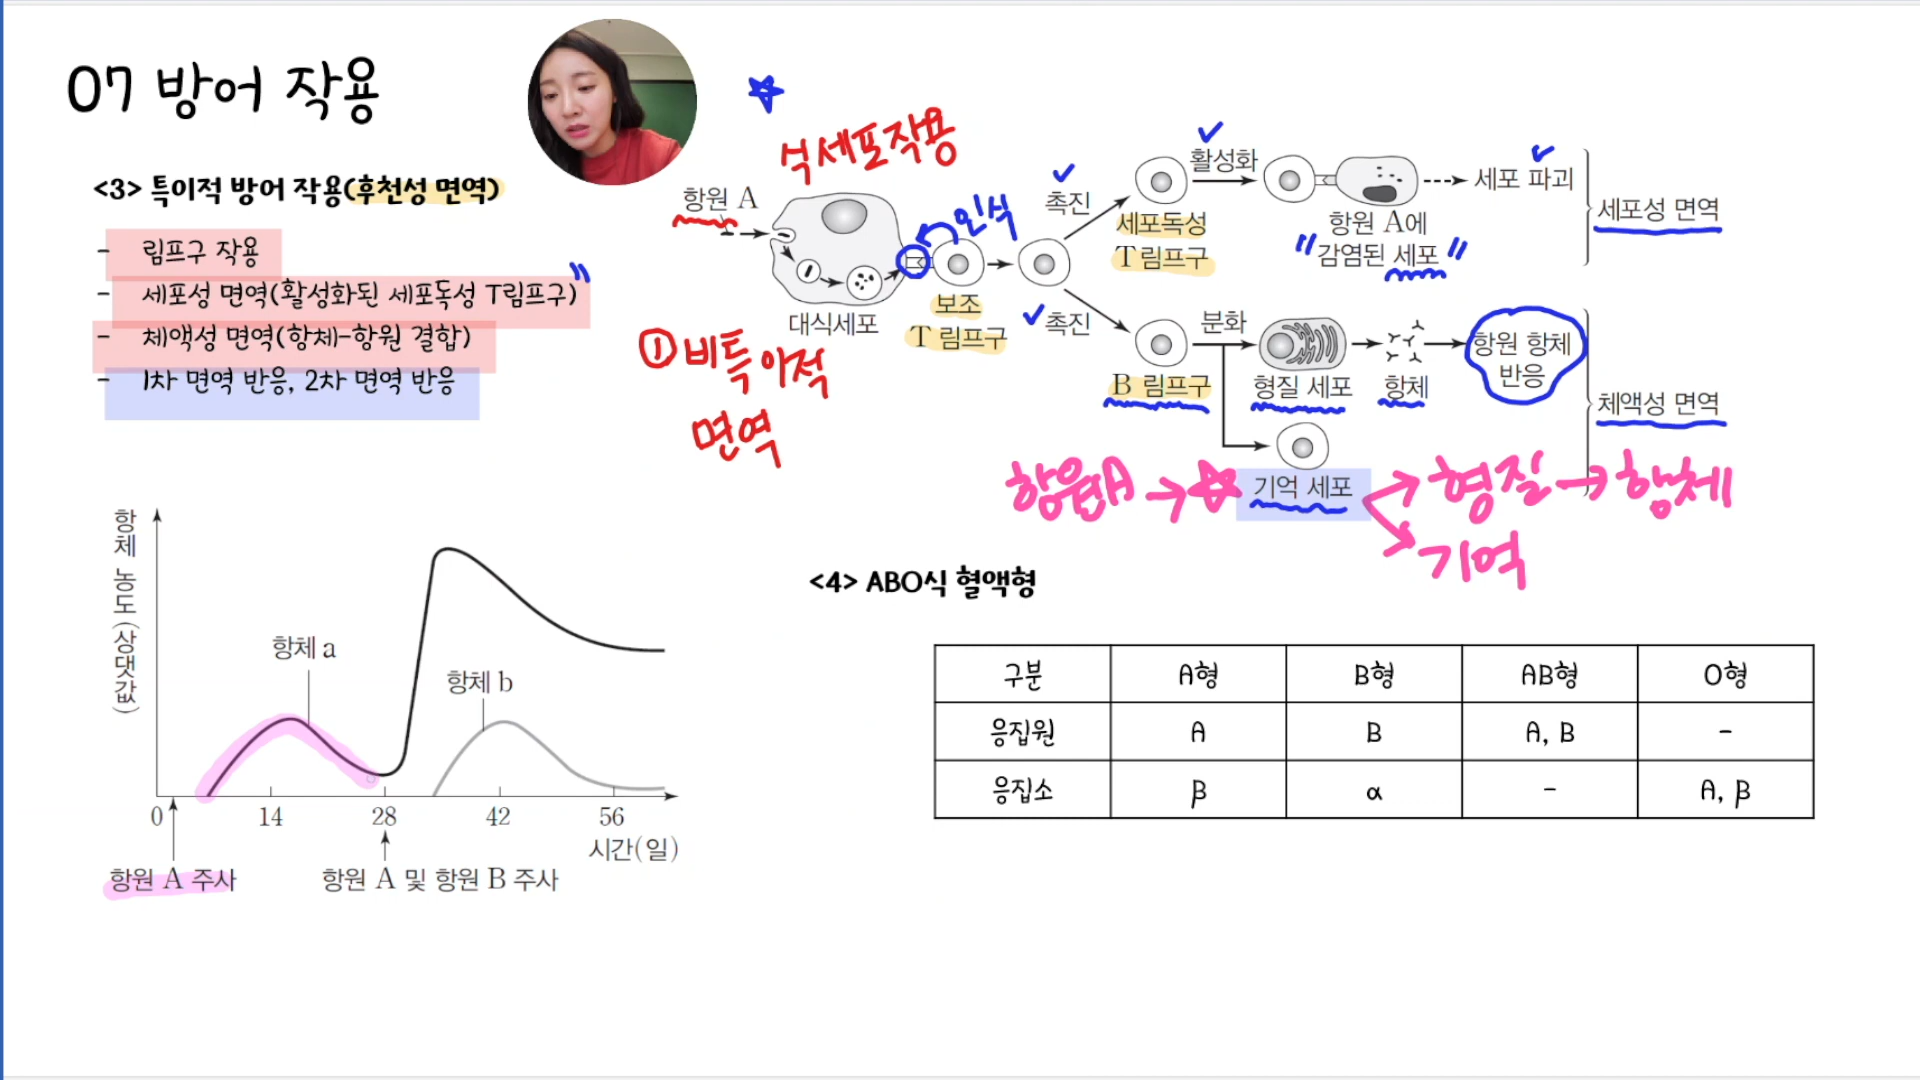 07 방어 작용
<3> 특이적 방어 작용(후천성 면역)
- 림프구 작용
- 세포성 면역(활성화된 세포독성 T림프구)
- 체액성 면역(항체-항원 결합)
- 1차 면역 반응, 2차 면역 반응
식세포작용
항원 A
대식세포
① 비특이적
면역
인식
보조
T 림프구
촉진
촉진
세포독성
T 림프구
활성화
항원 A에
"감염된 세포"
세포 파괴
세포성 면역
B 림프구
분화
형질 세포
항체
항원 항체
반응
체액성 면역
기억 세포
항원A → 형질 → 항체
기억
항체 농도(상댓값)
항체 a
항체 b
0 14 28 42 56
시간(일)
항원 A 주사
항원 A 및 항원 B 주사
<4> ABO식 혈액형
구분 A형 B형 AB형 O형
응집원 A B A, B -
응집소 β α - A, β